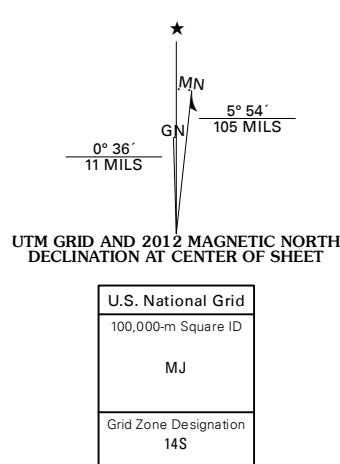 ★
MN
GN
5° 54´
105 MILS
0° 36´
11 MILS
UTM GRID AND 2012 MAGNETIC NORTH
DECLINATION AT CENTER OF SHEET
U.S. National Grid
100,000-m Square ID
MJ
Grid Zone Designation
14S